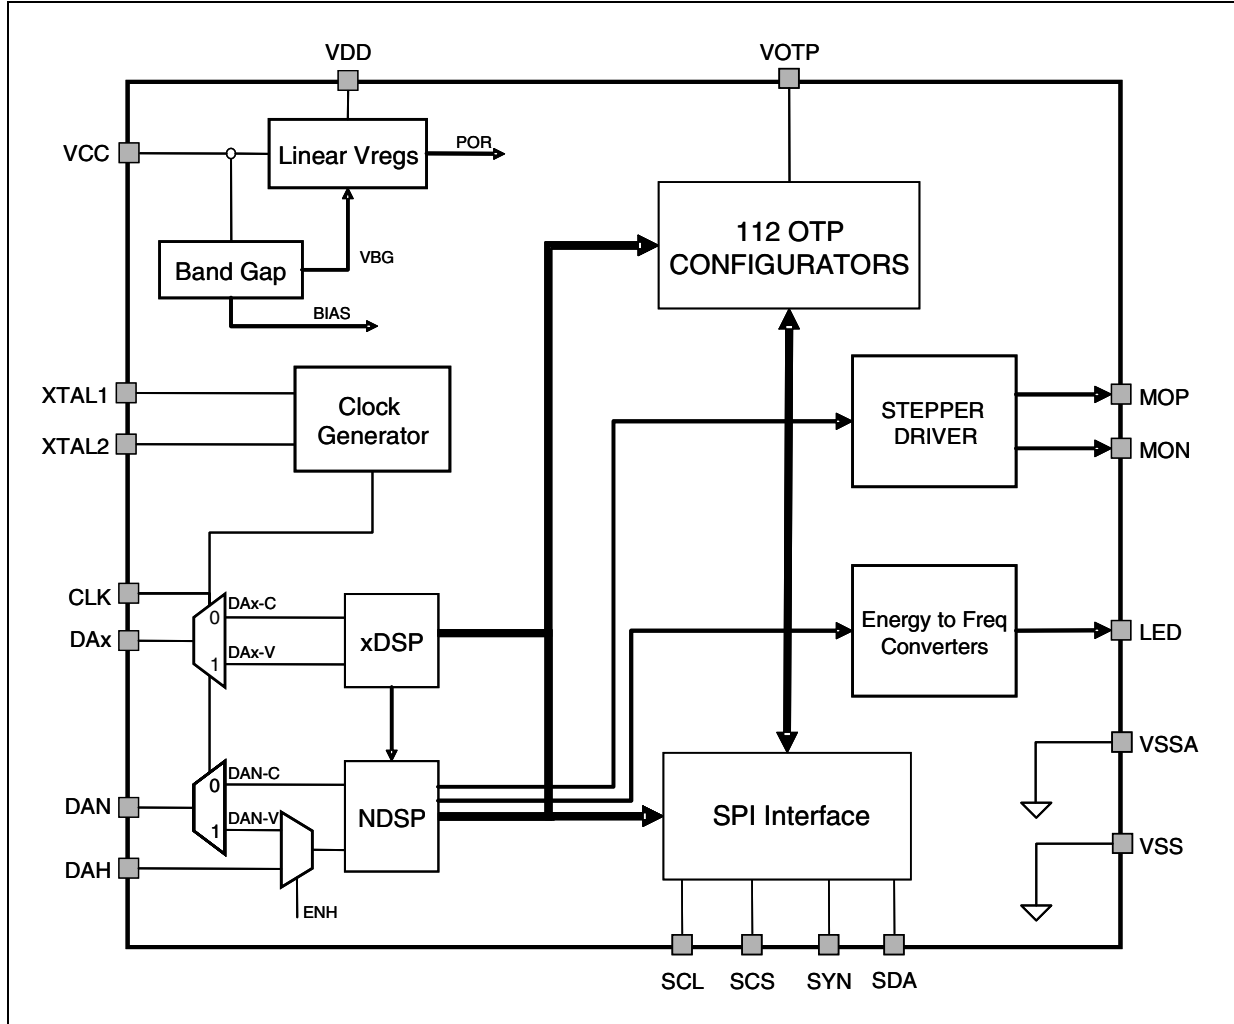 VDD
VOTP
VCC
Linear Vregs
POR
112 OTP
CONFIGURATORS
Band Gap
VBG
BIAS
XTAL1
XTAL2
Clock
Generator
STEPPER
DRIVER
MOP
MON
CLK
DAx
0
1
DAx-C
DAx-V
xDSP
Energy to Freq
Converters
LED
VSSA
VSS
DAN
DAH
0
1
DAN-C
DAN-V
NDSP
ENH
SPI Interface
SCL
SCS
SYN
SDA